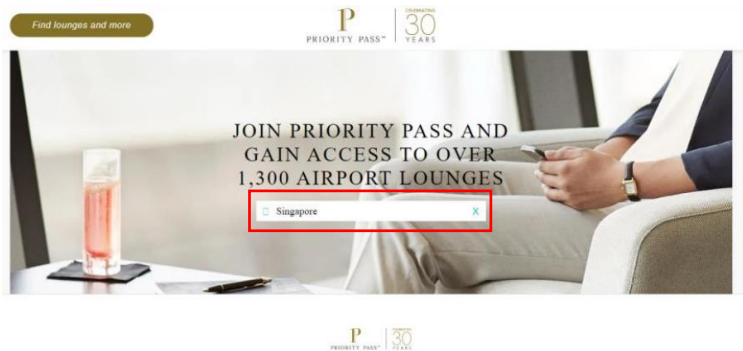 Find lounges and more
PRIORITY PASS™
CELEBRATING
30
YEARS
JOIN PRIORITY PASS AND
GAIN ACCESS TO OVER
1,300 AIRPORT LOUNGES
Singapore X
PRIORITY PASS™
30
YEARS